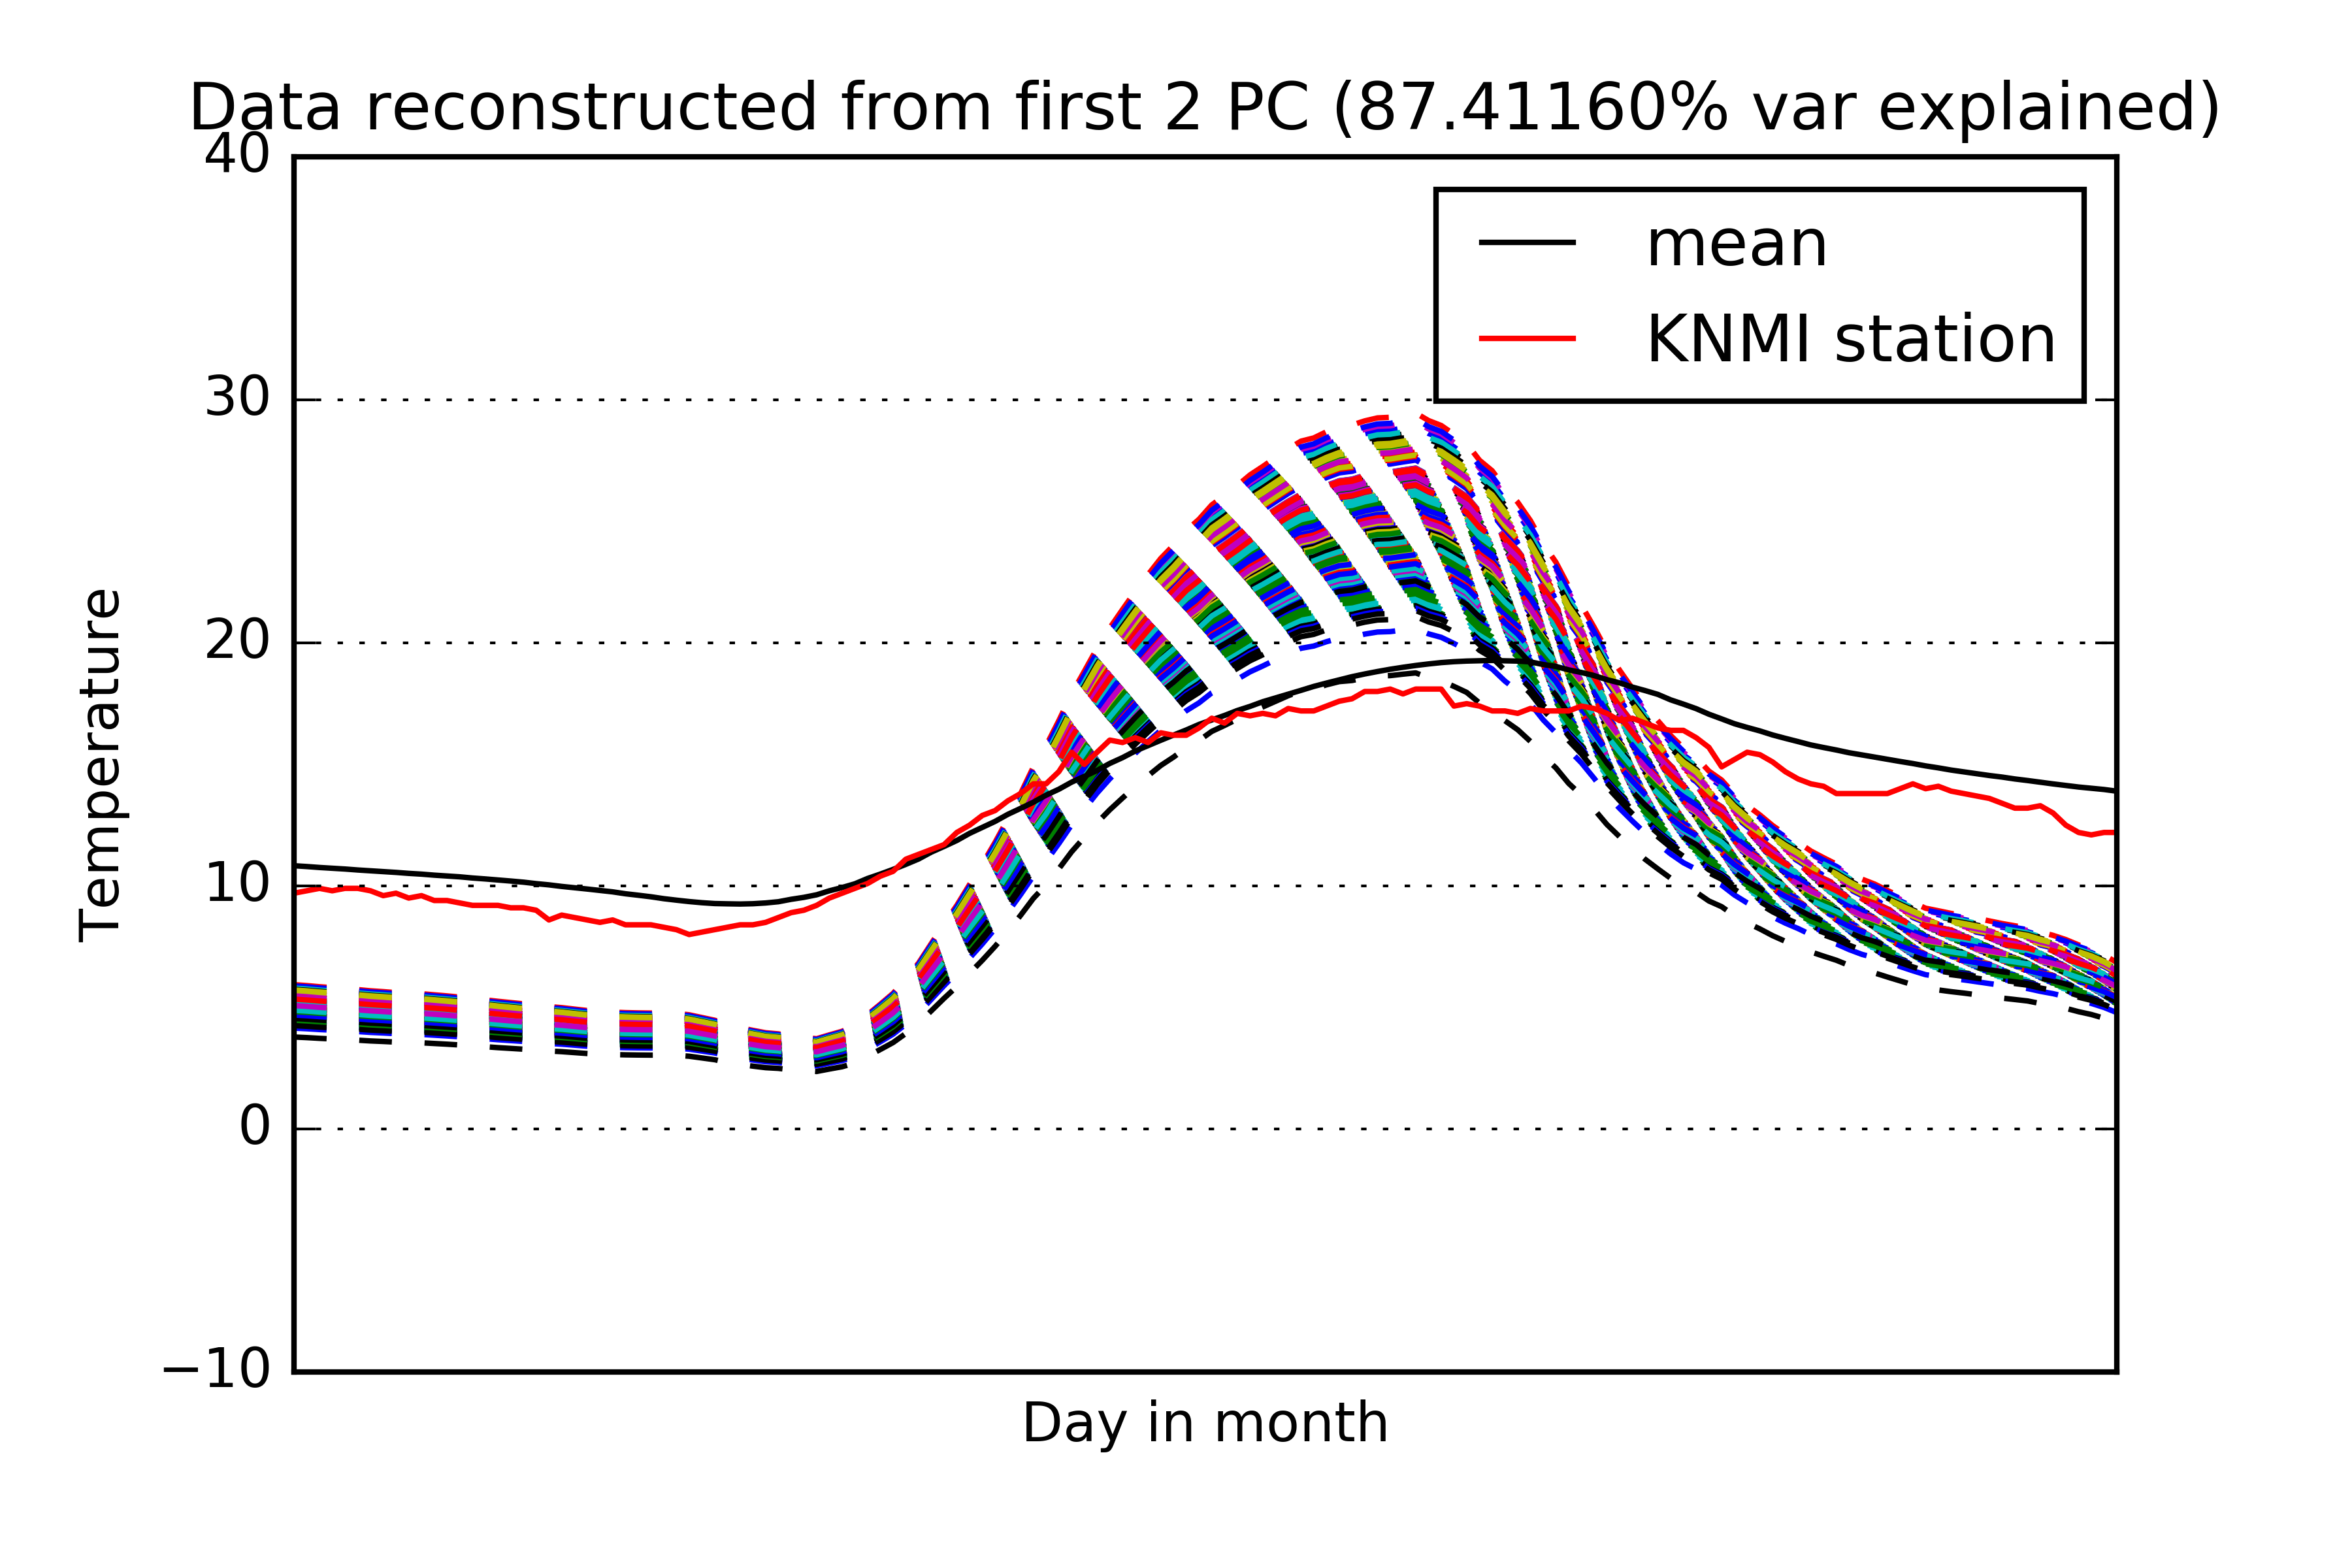 Data reconstructed from first 2 PC (87.41160% var explained)
40
30
20
10
0
−10
Temperature
mean
KNMI station
Day in month